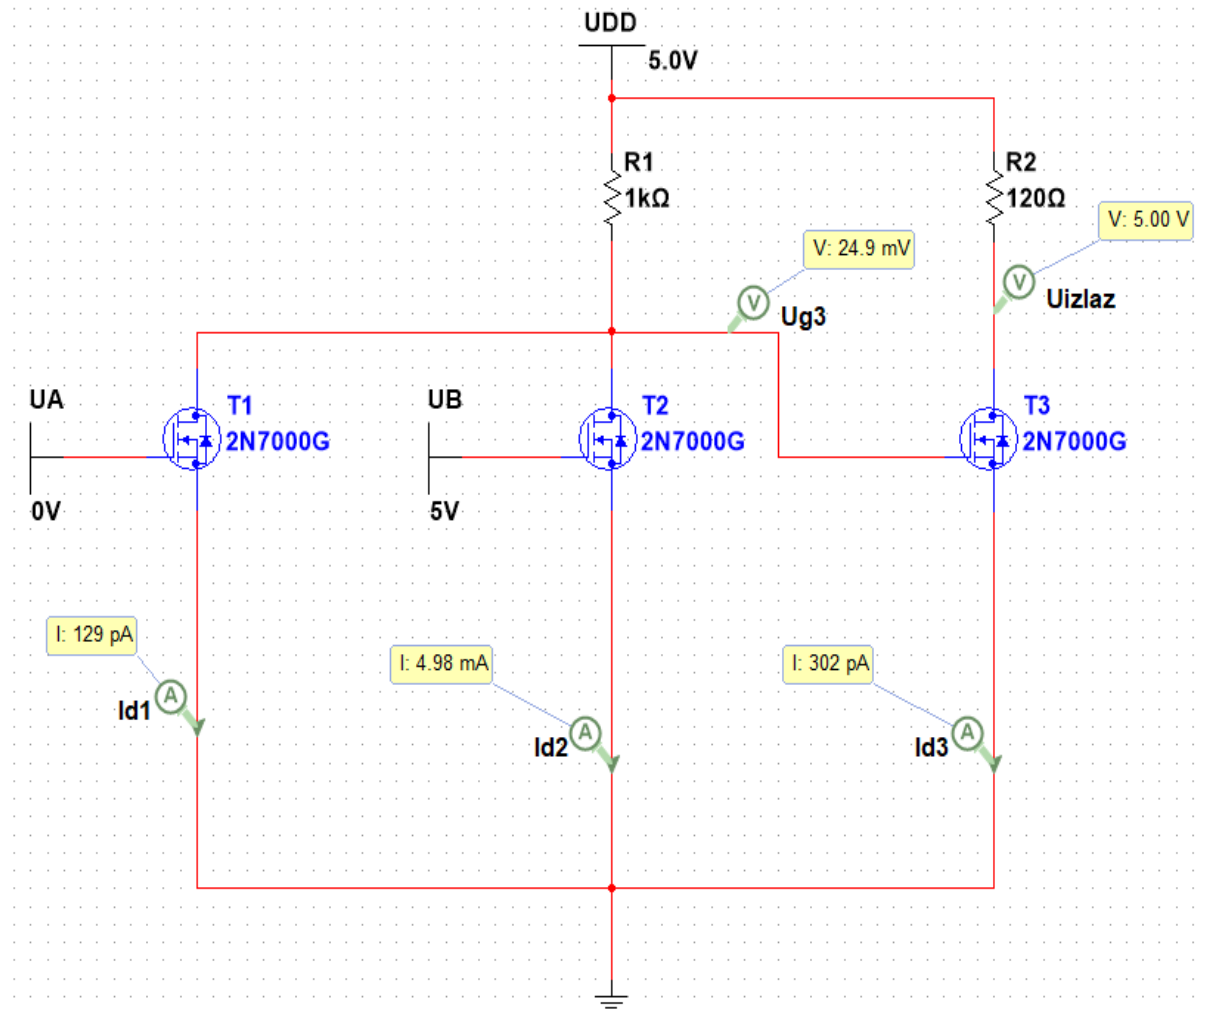 UDD
5.0V
R1
1kΩ
R2
120Ω
V: 5.00 V
Uizlaz
V: 24.9 mV
V
V
Ug3
UA
0V
T1
2N7000G
UB
5V
T2
2N7000G
T3
2N7000G
I: 129 pA
A
Id1
I: 4.98 mA
A
Id2
I: 302 pA
A
Id3